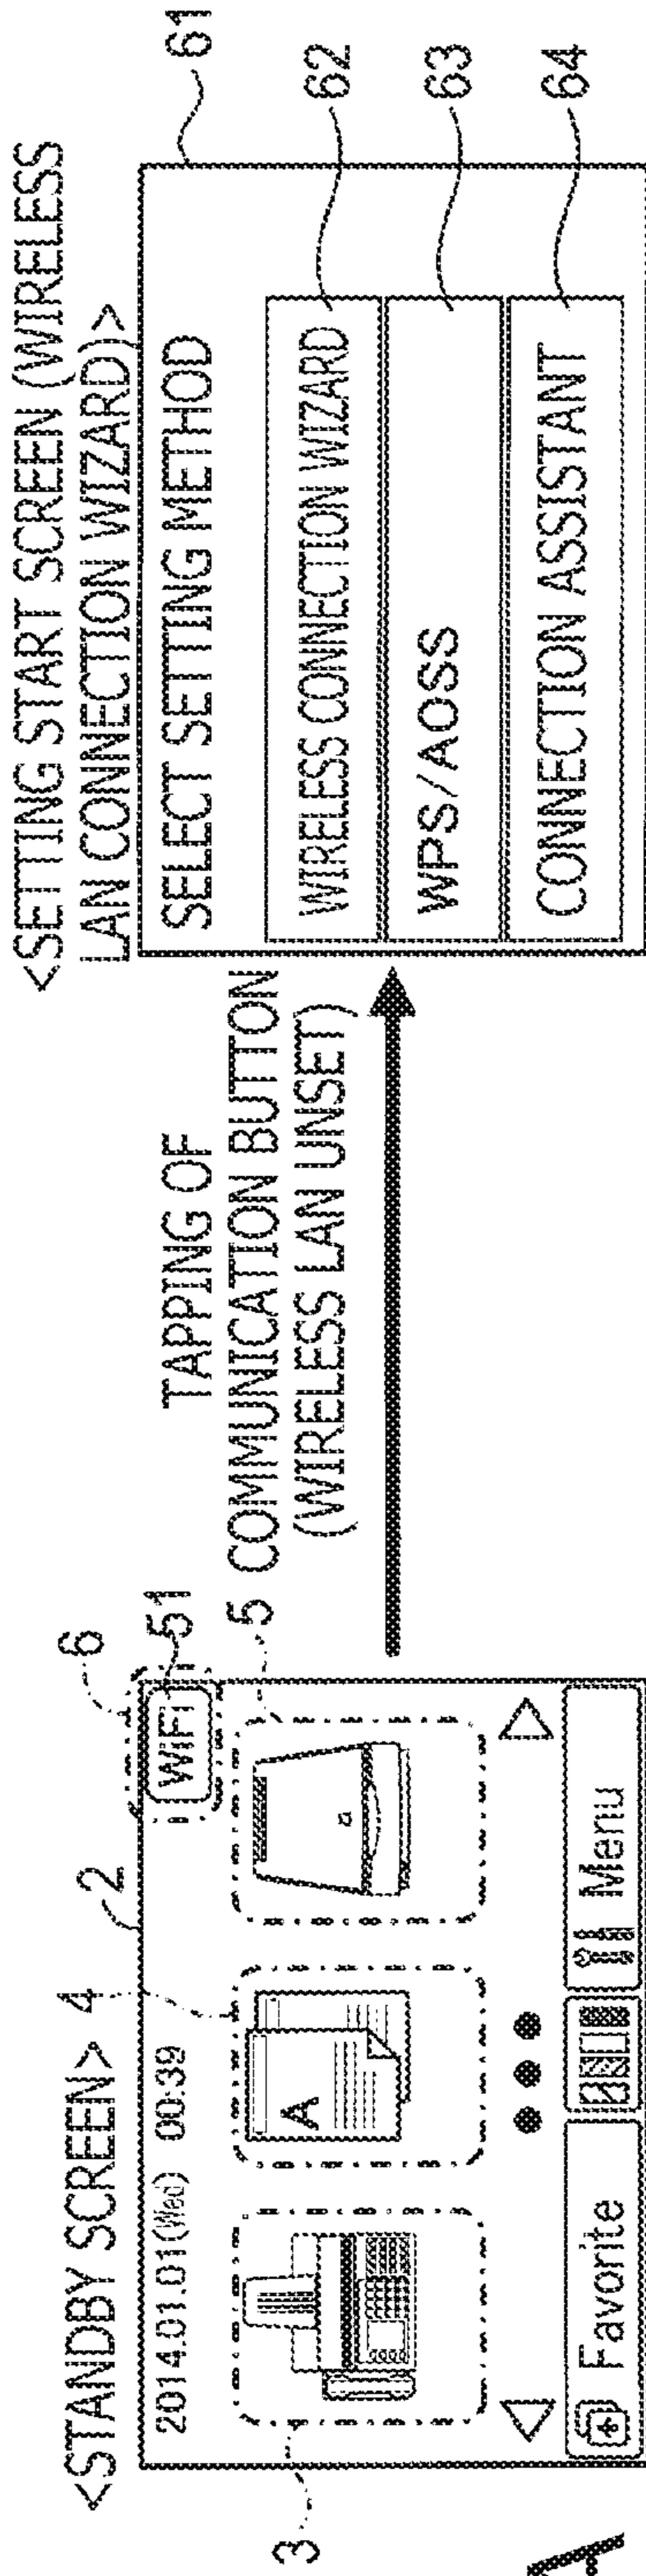 <STANDBY SCREEN>
2
3
4
5
6
51
2014.01.01(Wed) 00:39
WiFi
A
Favorite
Menu
TAPPING OF
COMMUNICATION BUTTON
(WIRELESS LAN UNSET)
<SETTING START SCREEN (WIRELESS
LAN CONNECTION WIZARD)>
61
SELECT SETTING METHOD
WIRELESS CONNECTION WIZARD
62
WPS/AOSS
63
CONNECTION ASSISTANT
64
A